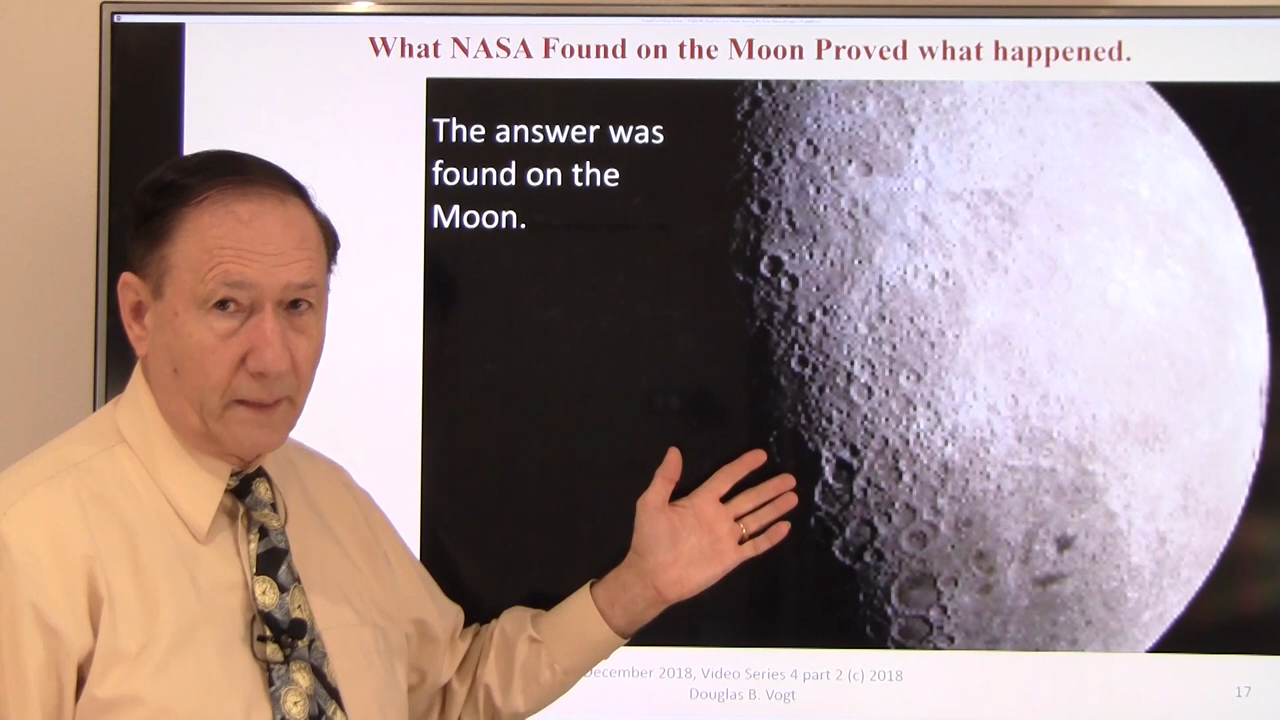 What NASA Found on the Moon Proved what happened.
The answer was
found on the
Moon.
December 2018, Video Series 4 part 2 (c) 2018
Douglas B. Vogt
17